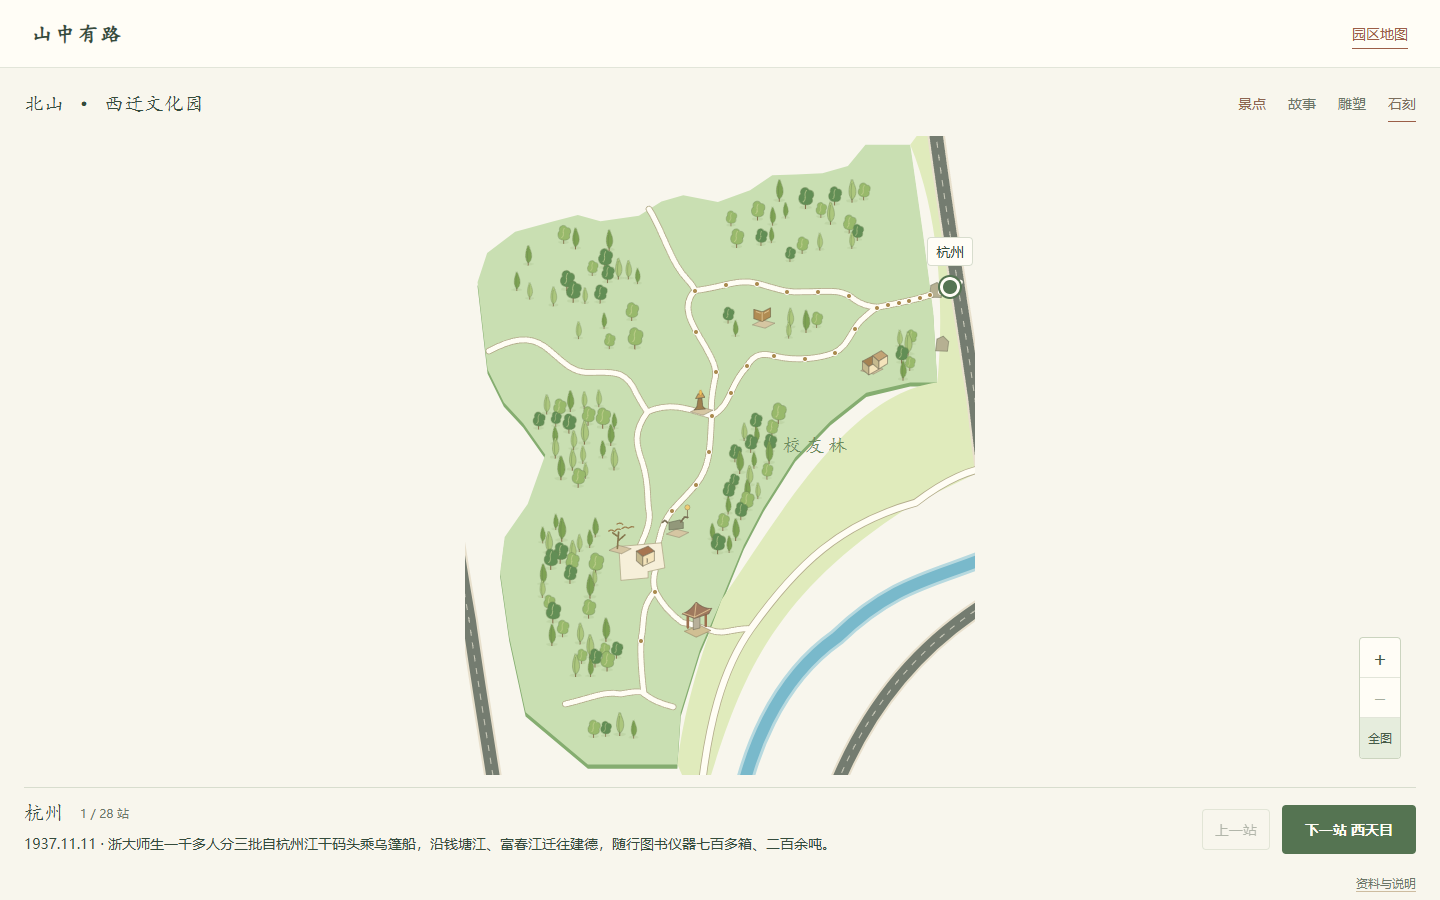 山中有路
园区地图
北山 • 西迁文化园
景点 故事 雕塑 石刻
杭州
校友林
+
−
全图
杭州 1 / 28 站
1937.11.11 · 浙大师生一千多人分三批自杭州江干码头乘乌篷船，沿钱塘江、富春江迁往建德，随行图书仪器七百多箱、二百余吨。
上一站
下一站 西天目
资料与说明